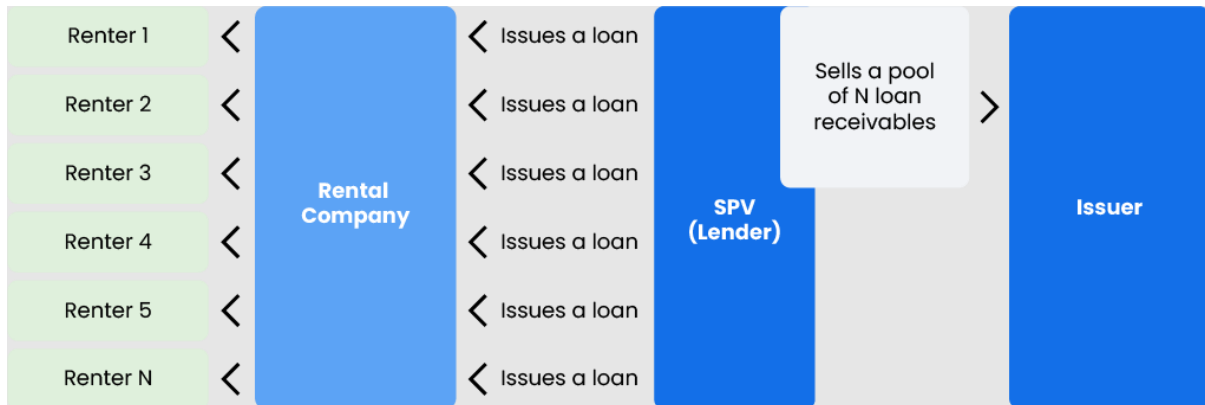 Renter 1
Issues a loan
Renter 2
Issues a loan
Renter 3
Issues a loan
Renter 4
Issues a loan
Renter 5
Issues a loan
Renter N
Issues a loan
Rental
Company
SPV
(Lender)
Sells a pool
of N loan
receivables
Issuer